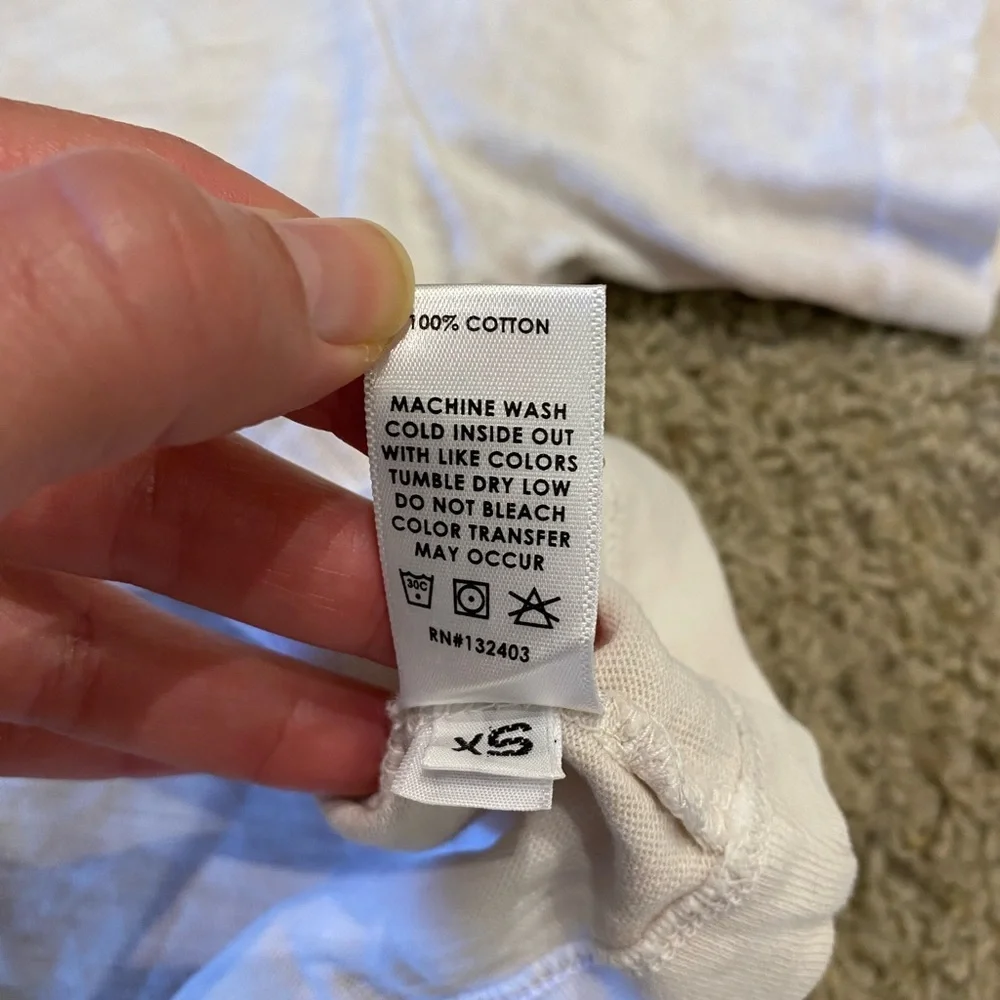 100% COTTON
MACHINE WASH
COLD INSIDE OUT
WITH LIKE COLORS
TUMBLE DRY LOW
DO NOT BLEACH
COLOR TRANSFER
MAY OCCUR
30C
RN#132403
XS